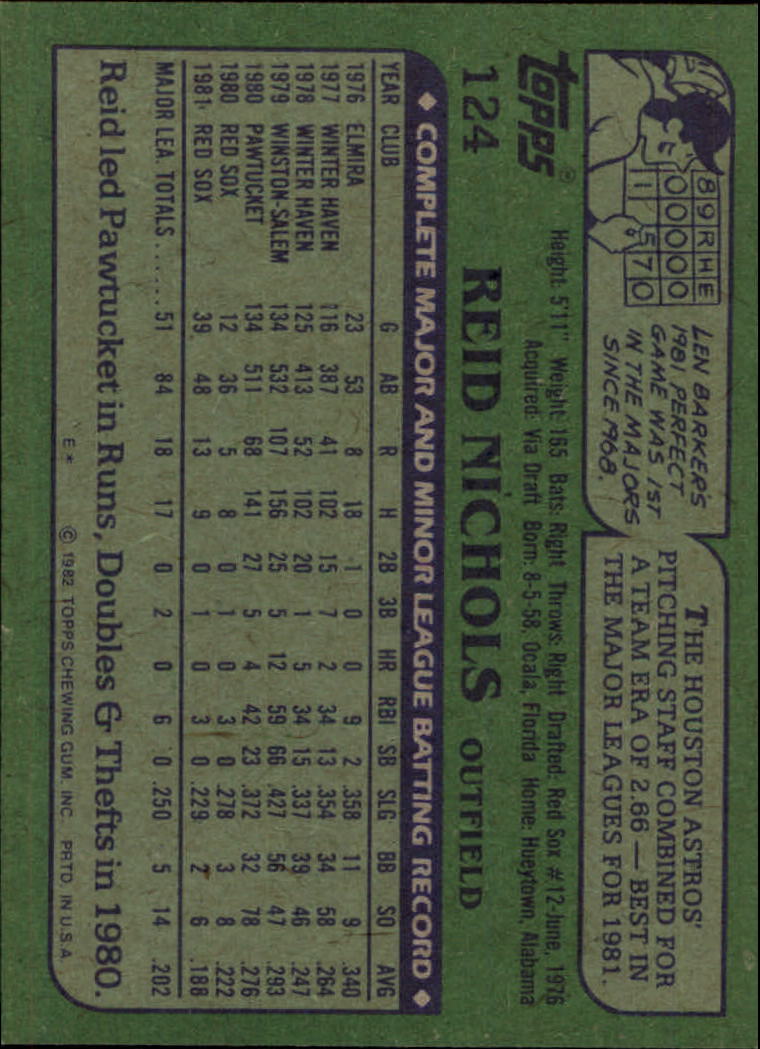 8 9 R H E
0 0 0 0 0
1 5 7 0
LEN BARKER'S
1981 PERFECT
GAME WAS 1ST
IN THE MAJORS
SINCE 1968.
THE HOUSTON ASTROS'
PITCHING STAFF COMBINED FOR
A TEAM ERA OF 2.66 — BEST IN
THE MAJOR LEAGUES FOR 1981.
topps®
Height: 5'11" Weight: 165 Bats: Right Throws: Right Drafted: Red Sox #12-June, 1976
Acquired: Via Draft Born: 8-5-58, Ocala, Florida Home: Hueytown, Alabama
124 REID NICHOLS OUTFIELD
◆ COMPLETE MAJOR AND MINOR LEAGUE BATTING RECORD ◆
YEAR CLUB G AB R H 2B 3B HR RBI SB SLG BB SO AVG
1976 ELMIRA 23 53 8 18 1 0 0 9 2 .358 11 9 .340
1977 WINTER HAVEN 116 387 41 102 15 7 2 34 13 .354 34 58 .264
1978 WINTER HAVEN 125 413 52 102 20 1 5 34 15 .337 39 46 .247
1979 WINSTON-SALEM 134 532 107 156 25 5 12 59 66 .427 56 47 .293
1980 PAWTUCKET 134 511 68 141 27 5 4 42 23 .372 32 78 .276
1980 RED SOX 12 36 5 8 0 1 0 3 0 .278 3 8 .222
1981 RED SOX 39 48 13 9 0 1 0 3 0 .229 2 6 .188
MAJOR LEA. TOTALS ...... 51 84 18 17 0 2 0 6 0 .250 5 14 .202
Reid led Pawtucket in Runs, Doubles & Thefts in 1980.
E* © 1982 TOPPS CHEWING GUM, INC. PRTD. IN U.S.A.